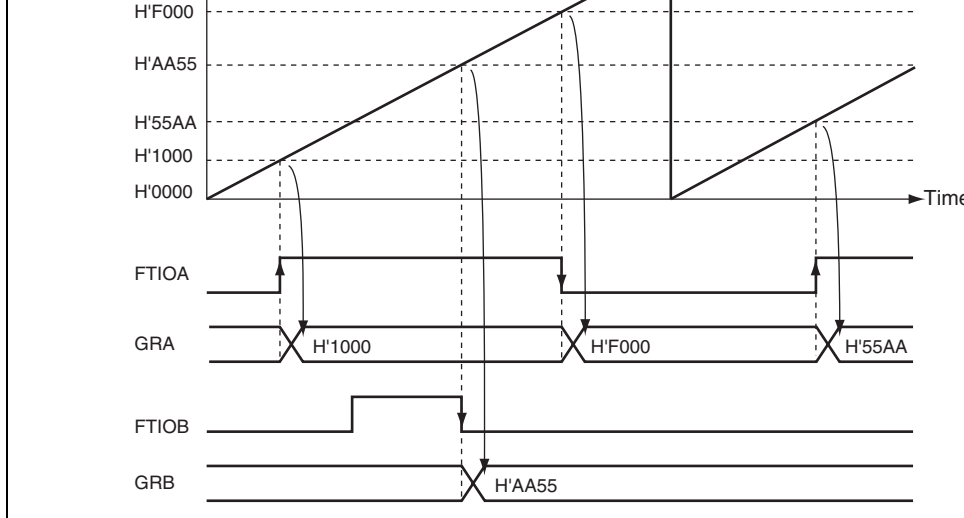 H'F000
H'AA55
H'55AA
H'1000
H'0000
Time
FTIOA
GRA
H'1000
H'F000
H'55AA
FTIOB
GRB
H'AA55